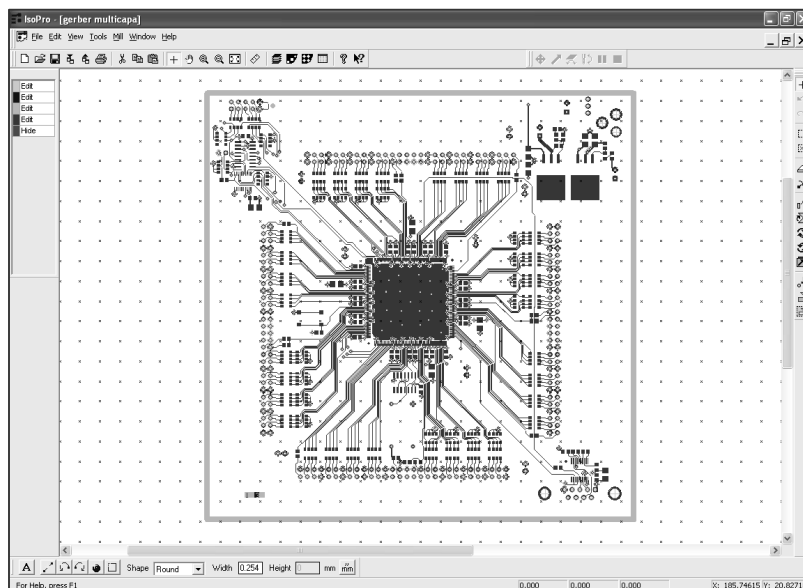 IsoPro - [gerber multicapa]
File Edit View Tools Mill Window Help
Edit
Edit
Edit
Edit
Hide
A Shape Round Width 0.254 Height mm mm
For Help, press F1 0.000 0.000 0.000 X: 185.74615 Y: 20.8271